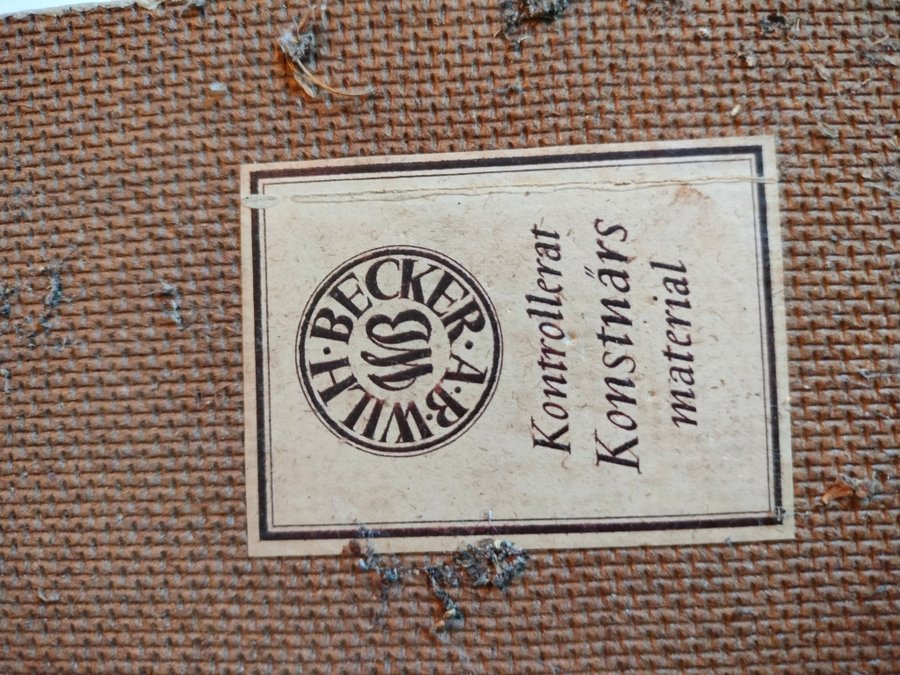 A·B·WILH·BECKER·
WB
Kontrollerat
Konstnärs
material